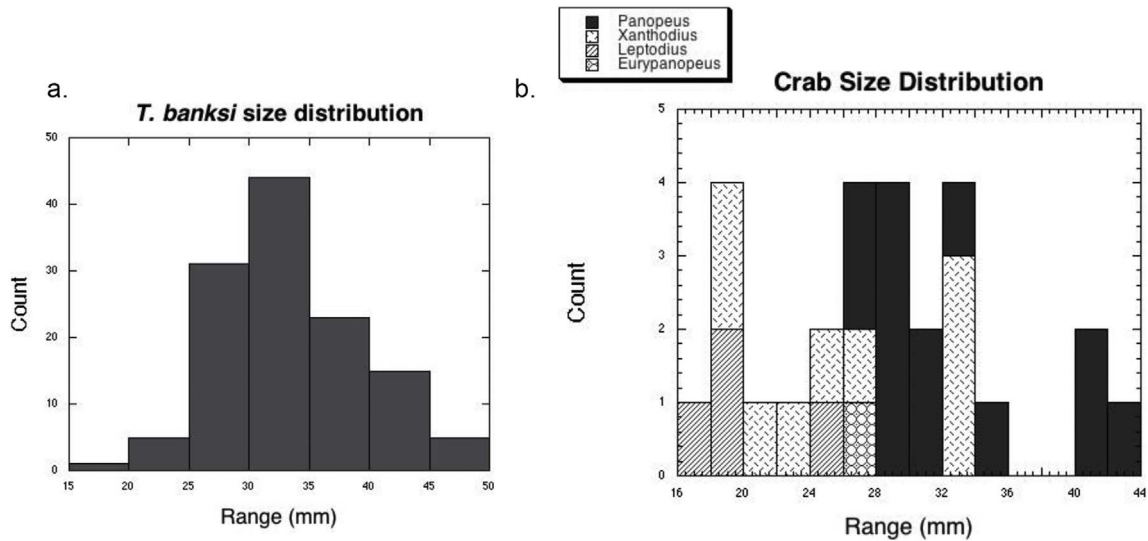 Panopeus
Xanthodius
Leptodius
Eurypanopeus
a.
T. banksi size distribution
50
40
30
20
10
0
Count
15 20 25 30 35 40 45 50
Range (mm)
b.
Crab Size Distribution
5
4
3
2
1
0
Count
16 20 24 28 32 36 40 44
Range (mm)